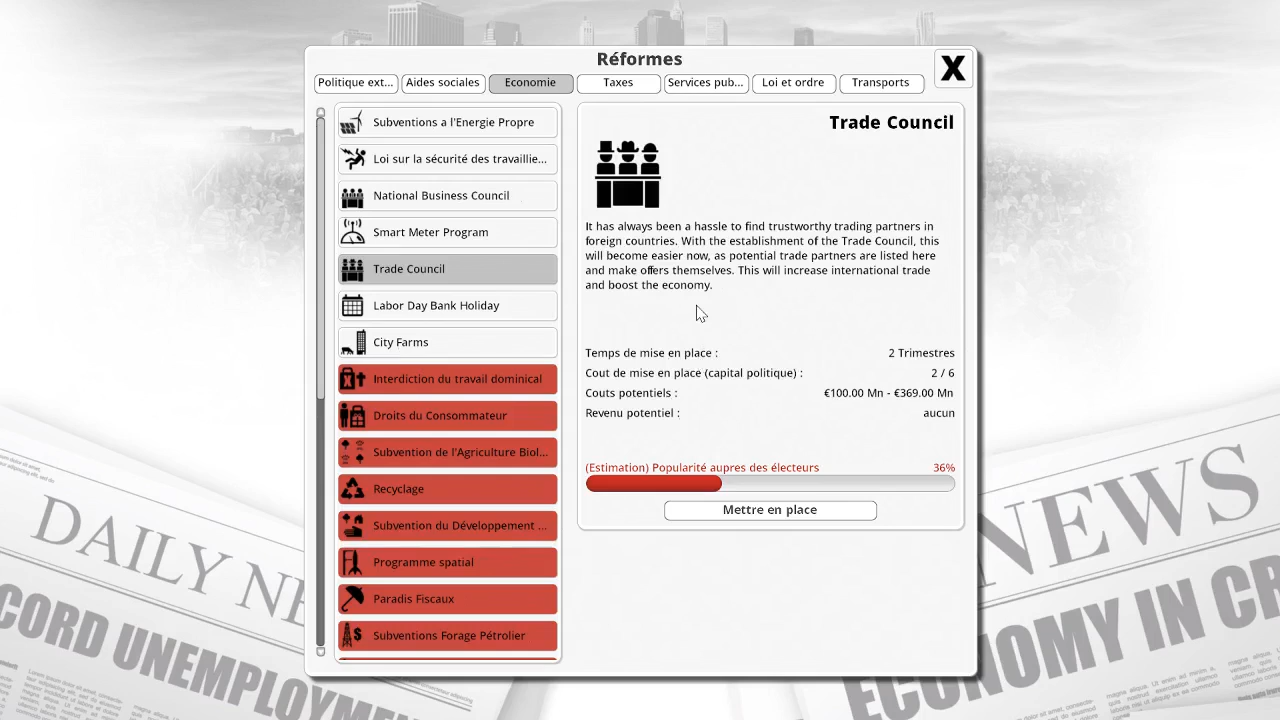 Réformes
X
Politique ext...
Aides sociales
Economie
Taxes
Services pub...
Loi et ordre
Transports
Subventions a l'Energie Propre
Loi sur la sécurité des travaillie...
National Business Council
Smart Meter Program
Trade Council
Labor Day Bank Holiday
City Farms
Interdiction du travail dominical
Droits du Consommateur
Subvention de l'Agriculture Biol...
Recyclage
Subvention du Développement ...
Programme spatial
Paradis Fiscaux
Subventions Forage Pétrolier
Trade Council
It has always been a hassle to find trustworthy trading partners in
foreign countries. With the establishment of the Trade Council, this
will become easier now, as potential trade partners are listed here
and make offers themselves. This will increase international trade
and boost the economy.
Temps de mise en place : 2 Trimestres
Cout de mise en place (capital politique) : 2 / 6
Couts potentiels : €100.00 Mn - €369.00 Mn
Revenu potentiel : aucun
(Estimation) Popularité aupres des électeurs 36%
Mettre en place
DAILY NE
CORD UNEMPLOYM
NEWS
ECONOMY IN CR